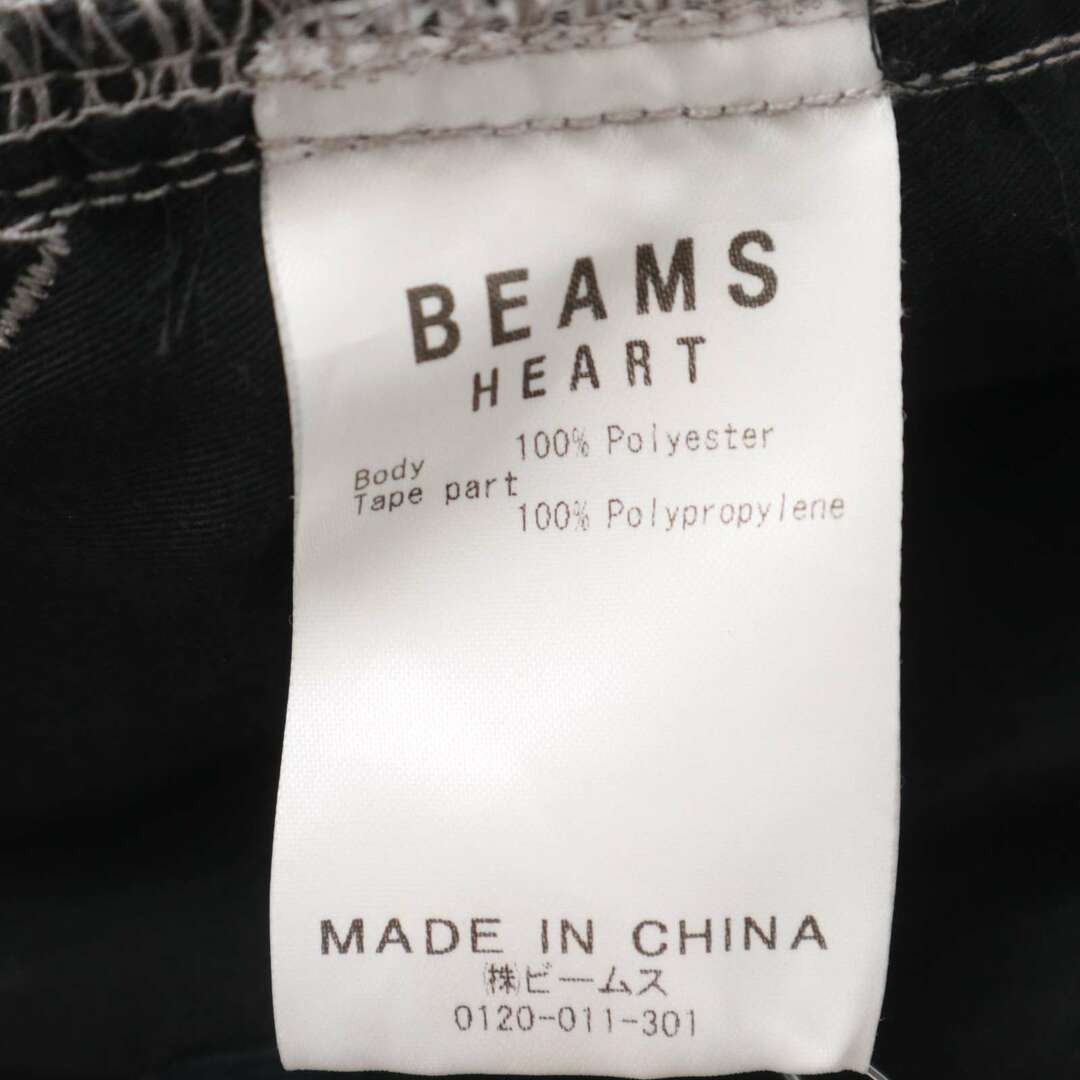 BEAMS
HEART
Body
100% Polyester
Tape part
100% Polypropylene
MADE IN CHINA
㈱ビームス
0120-011-301